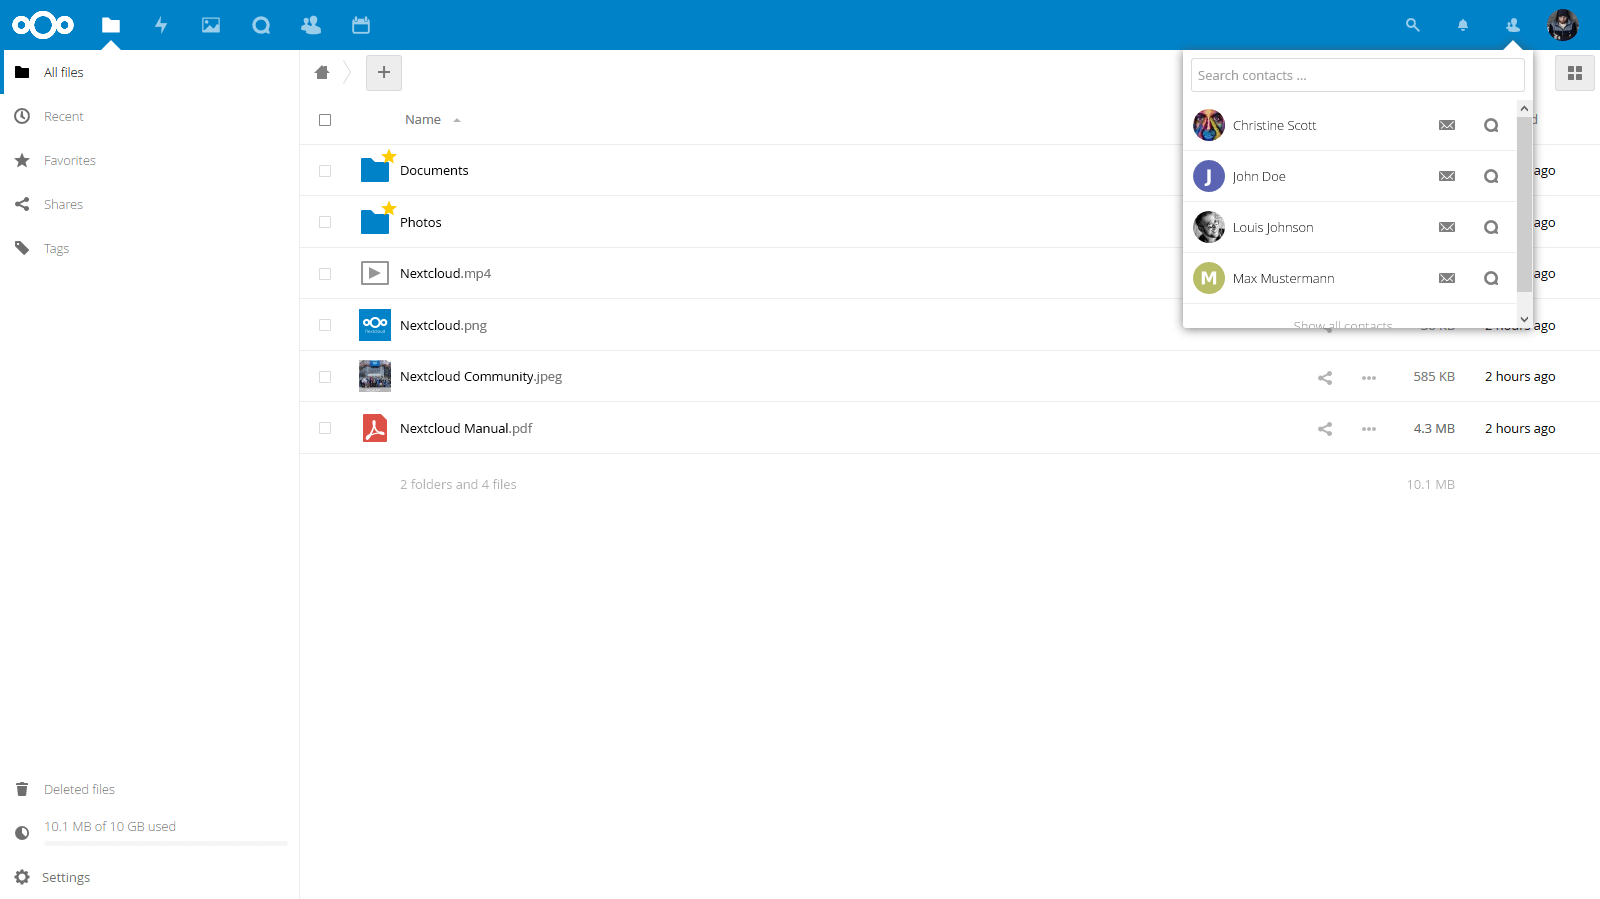 Search contacts ...
Christine Scott
John Doe
J
Louis Johnson
M
Max Mustermann
Show all contacts
All files
Recent
Favorites
Shares
Tags
Name
Documents
ago
Photos
ago
Nextcloud.mp4
ago
Nextcloud.png
ago
Nextcloud Community.jpeg
585 KB
2 hours ago
Nextcloud Manual.pdf
4.3 MB
2 hours ago
2 folders and 4 files
10.1 MB
Deleted files
10.1 MB of 10 GB used
Settings